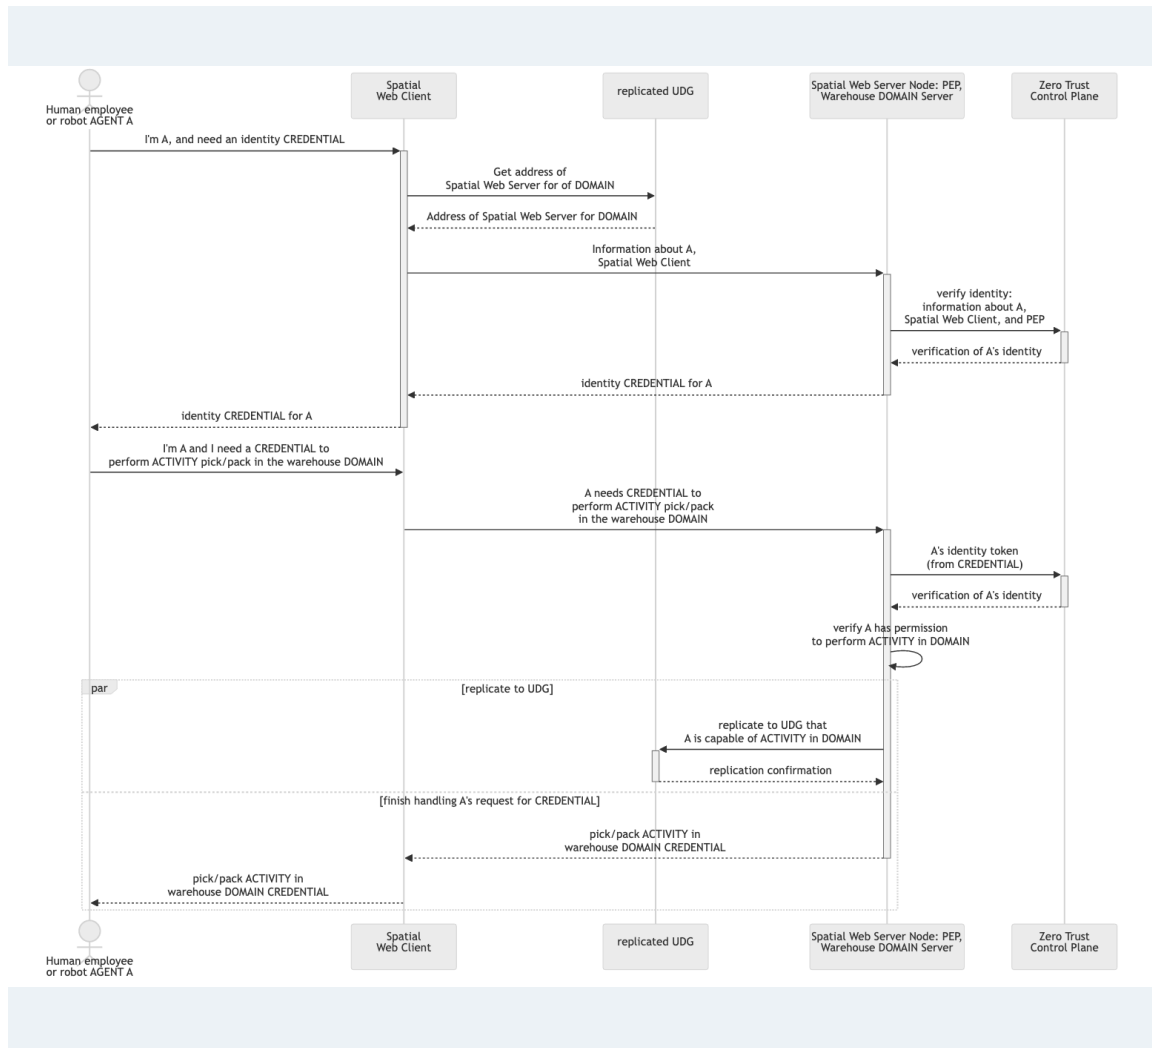 Human employee
or robot AGENT A
Spatial
Web Client
replicated UDG
Spatial Web Server Node: PEP,
Warehouse DOMAIN Server
Zero Trust
Control Plane
I'm A, and need an identity CREDENTIAL
Get address of
Spatial Web Server for of DOMAIN
Address of Spatial Web Server for DOMAIN
Information about A,
Spatial Web Client
verify identity:
information about A,
Spatial Web Client, and PEP
verification of A's identity
identity CREDENTIAL for A
identity CREDENTIAL for A
I'm A and I need a CREDENTIAL to
perform ACTIVITY pick/pack in the warehouse DOMAIN
A needs CREDENTIAL to
perform ACTIVITY pick/pack
in the warehouse DOMAIN
A's identity token
(from CREDENTIAL)
verification of A's identity
verify A has permission
to perform ACTIVITY in DOMAIN
par
[replicate to UDG]
replicate to UDG that
A is capable of ACTIVITY in DOMAIN
replication confirmation
[finish handling A's request for CREDENTIAL]
pick/pack ACTIVITY in
warehouse DOMAIN CREDENTIAL
pick/pack ACTIVITY in
warehouse DOMAIN CREDENTIAL
Human employee
or robot AGENT A
Spatial
Web Client
replicated UDG
Spatial Web Server Node: PEP,
Warehouse DOMAIN Server
Zero Trust
Control Plane